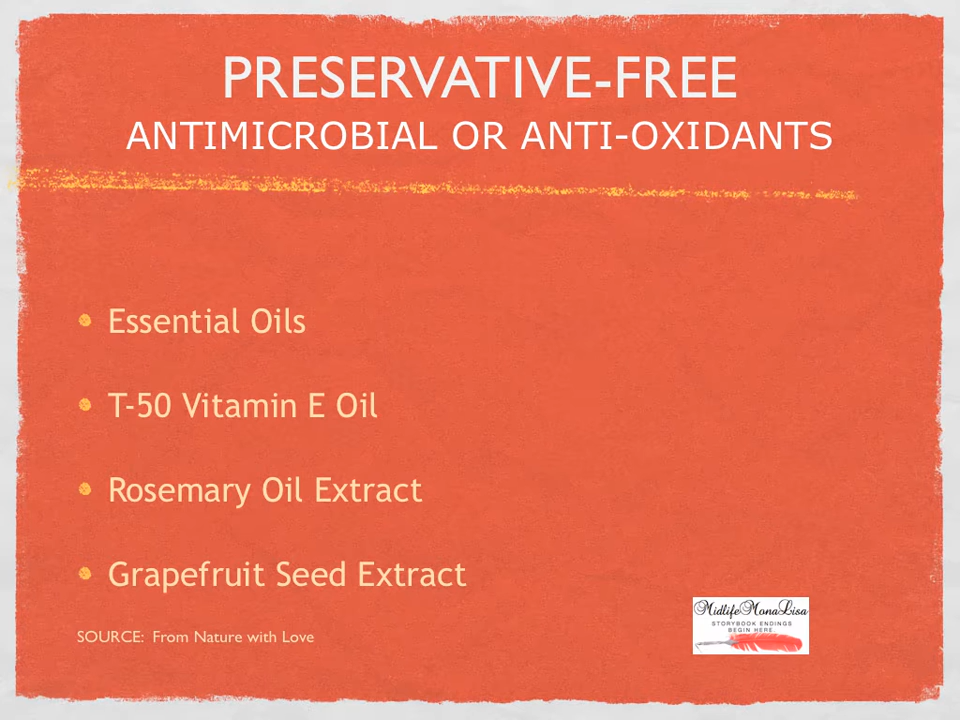 PRESERVATIVE-FREE
ANTIMICROBIAL OR ANTI-OXIDANTS
• Essential Oils
• T-50 Vitamin E Oil
• Rosemary Oil Extract
• Grapefruit Seed Extract
SOURCE: From Nature with Love
MidlifeMonaLisa
STORYBOOK ENDINGS
BEGIN HERE.